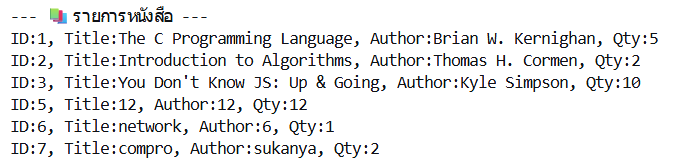 --- 📚 รายการหนังสือ ---
ID:1, Title:The C Programming Language, Author:Brian W. Kernighan, Qty:5
ID:2, Title:Introduction to Algorithms, Author:Thomas H. Cormen, Qty:2
ID:3, Title:You Don't Know JS: Up & Going, Author:Kyle Simpson, Qty:10
ID:5, Title:12, Author:12, Qty:12
ID:6, Title:network, Author:6, Qty:1
ID:7, Title:compro, Author:sukanya, Qty:2